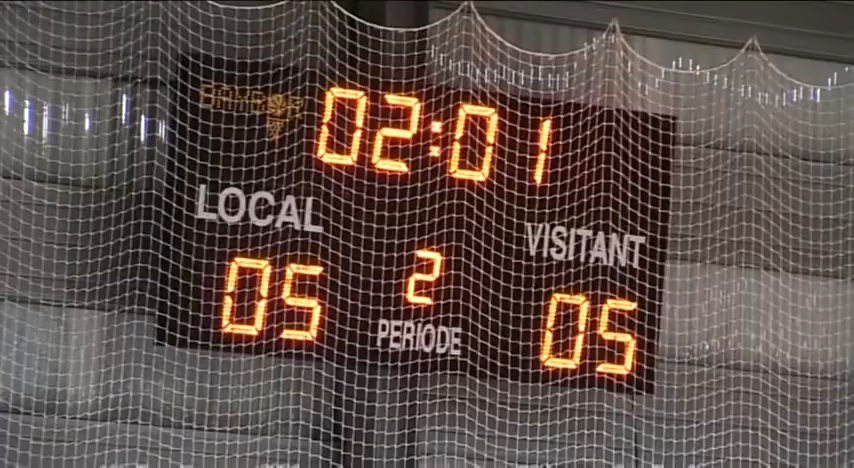 02:01
LOCAL
VISITANT
05
2
05
PERIODE